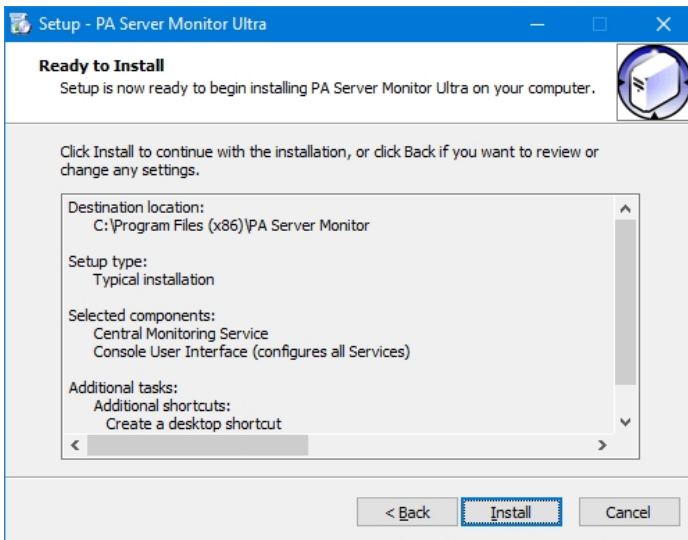 Setup - PA Server Monitor Ultra
Ready to Install
Setup is now ready to begin installing PA Server Monitor Ultra on your computer.
Click Install to continue with the installation, or click Back if you want to review or
change any settings.
Destination location:
C:\Program Files (x86)\PA Server Monitor
Setup type:
Typical installation
Selected components:
Central Monitoring Service
Console User Interface (configures all Services)
Additional tasks:
Additional shortcuts:
Create a desktop shortcut
< Back
Install
Cancel